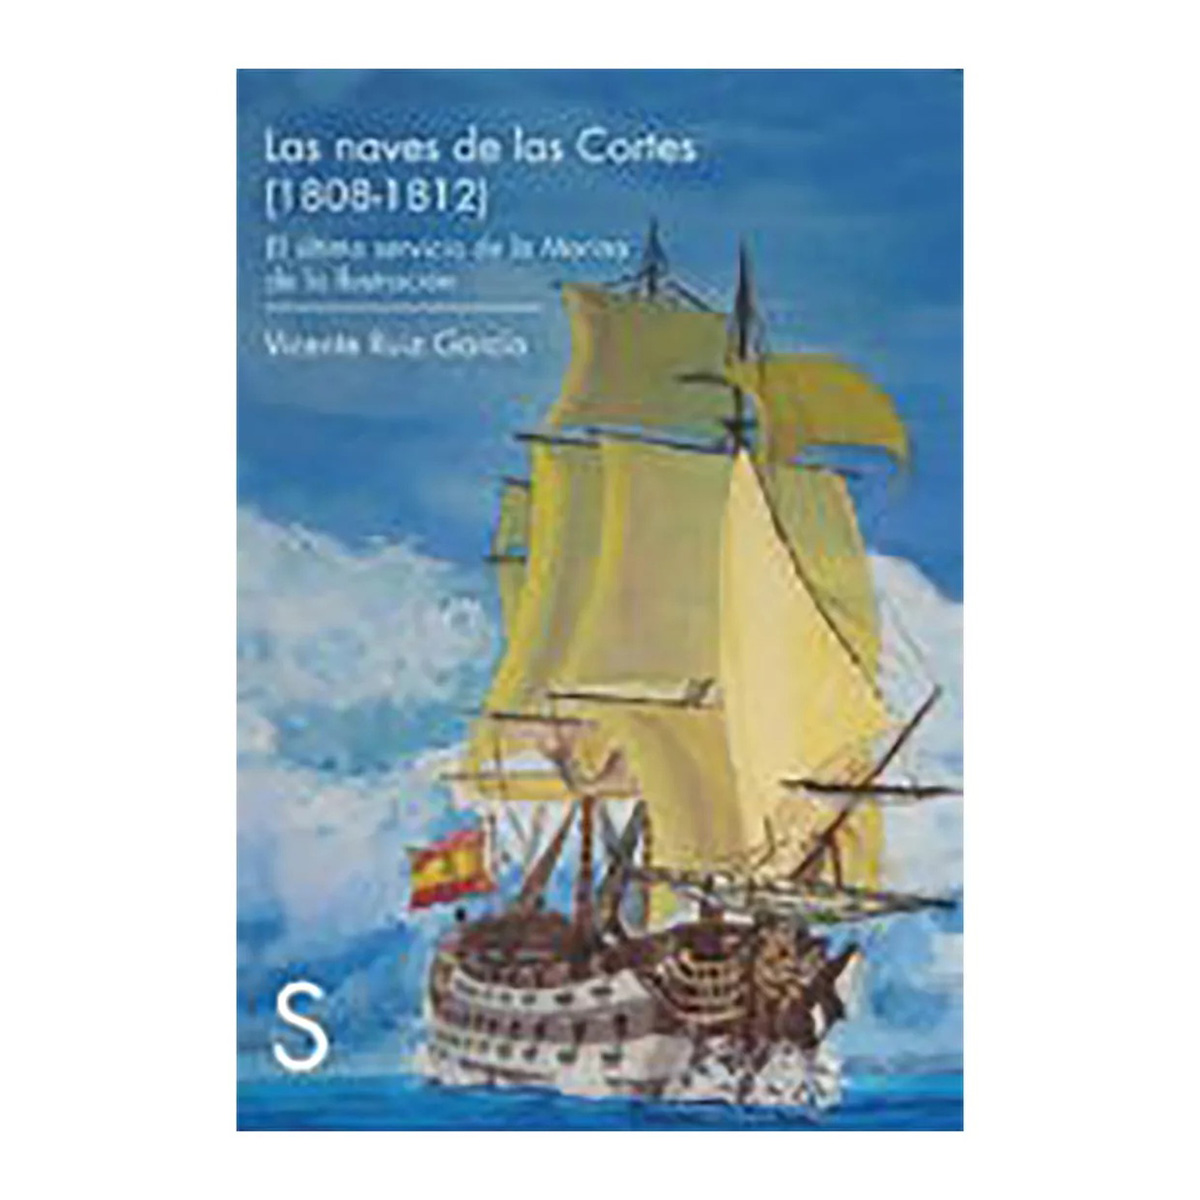 Las naves de las Cortes
(1808-1812)
El último servicio de la Marina
de la Ilustración
Vicente Ruiz García
S